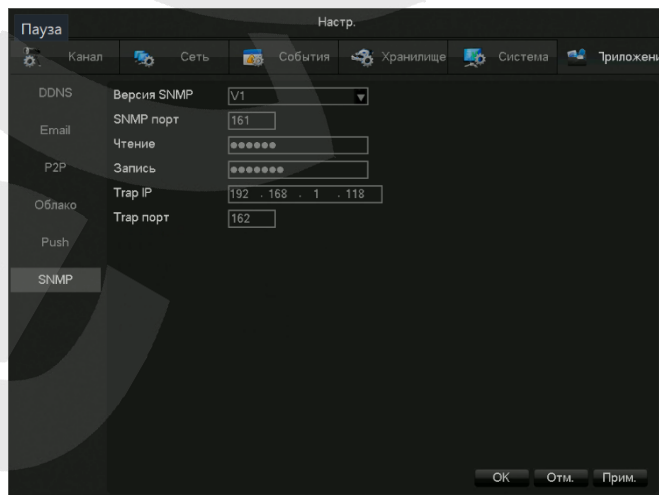 Настр.
Пауза
Канал Сеть События Хранилище Система Приложени
DDNS
Email
P2P
Облако
Push
SNMP
Версия SNMP V1
SNMP порт 161
Чтение ●●●●●●
Запись ●●●●●●●
Trap IP 192 . 168 . 1 . 118
Trap порт 162
OK Отм. Прим.